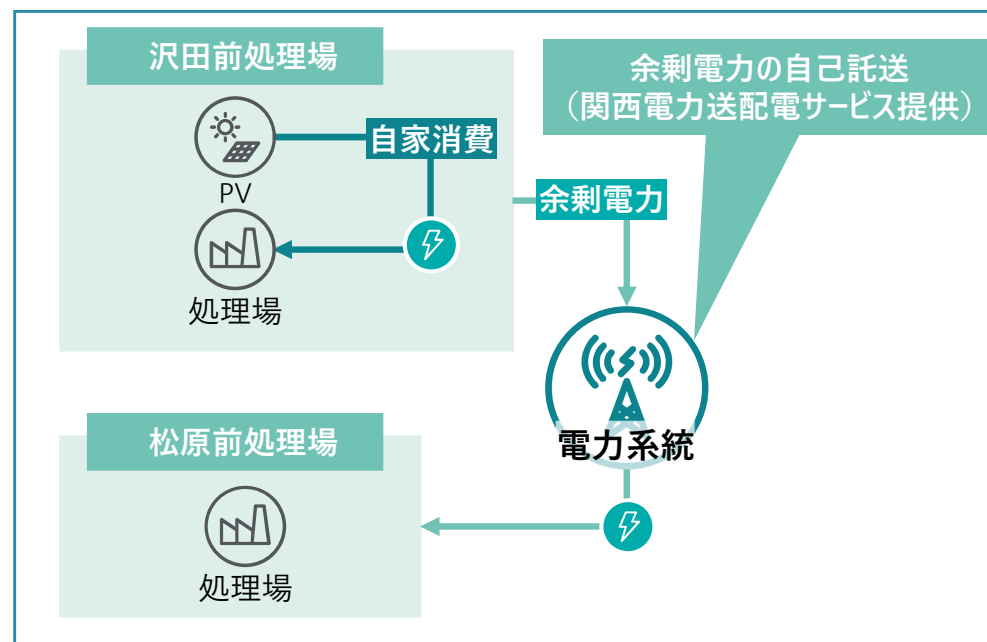 沢田前処理場
PV
処理場
自家消費
余剰電力
余剰電力の自己託送
（関西電力送配電サービス提供）
電力系統
松原前処理場
処理場